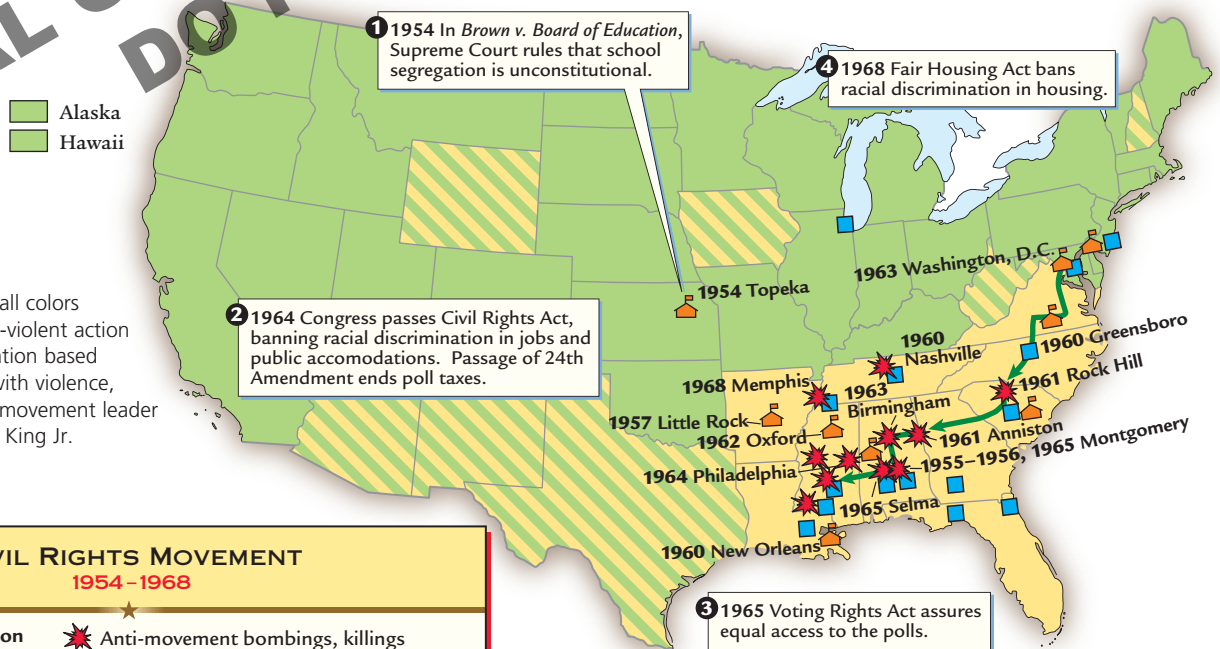 DO
1 1954 In Brown v. Board of Education,
Supreme Court rules that school
segregation is unconstitutional.
4 1968 Fair Housing Act bans
racial discrimination in housing.
Alaska
Hawaii
1963 Washington, D.C.
1954 Topeka
all colors
-violent action
tion based
with violence,
movement leader
King Jr.
2 1964 Congress passes Civil Rights Act,
banning racial discrimination in jobs and
public accomodations. Passage of 24th
Amendment ends poll taxes.
1960 Greensboro
1960
Nashville
1961 Rock Hill
1968 Memphis
1963
Birmingham
1957 Little Rock
1961 Anniston
1962 Oxford
1955–1956, 1965 Montgomery
1964 Philadelphia
1965 Selma
1960 New Orleans
VIL RIGHTS MOVEMENT
1954–1968
on
Anti-movement bombings, killings
3 1965 Voting Rights Act assures
equal access to the polls.